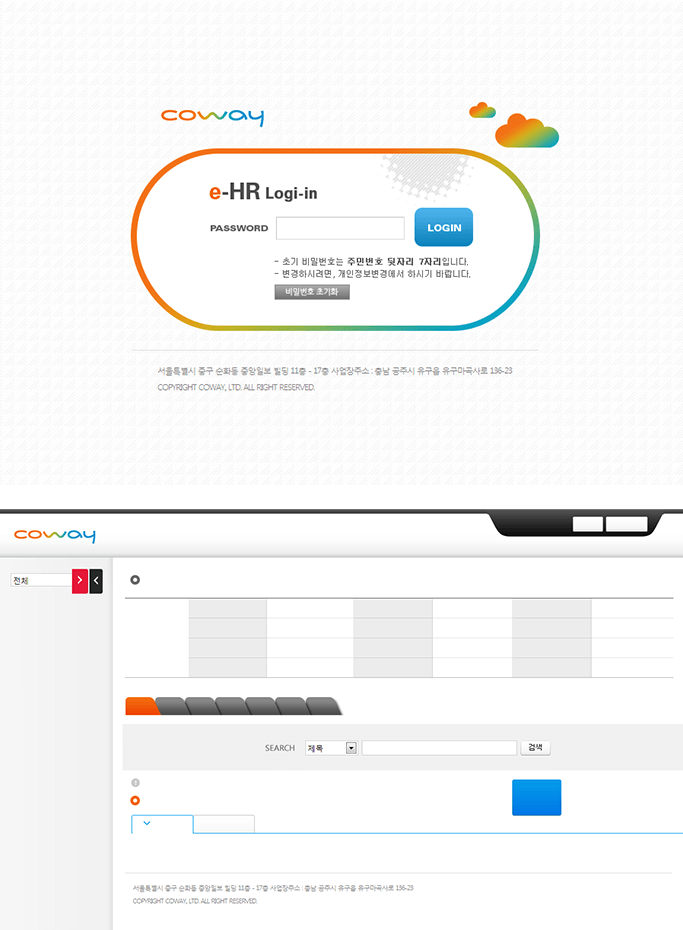 coway
e-HR Logi-in
PASSWORD
LOGIN
- 초기 비밀번호는 주민번호 뒷자리 7자리입니다.
- 변경하시려면, 개인정보변경에서 하시기 바랍니다.
비밀번호 초기화
서울특별시 중구 순화동 중앙일보 빌딩 11층 - 17층 사업장주소 : 충남 공주시 유구읍 유구마곡사로 136-23
COPYRIGHT COWAY, LTD. ALL RIGHT RESERVED.
coway
전체
SEARCH 제목 검색
서울특별시 중구 순화동 중앙일보 빌딩 11층 - 17층 사업장주소 : 충남 공주시 유구읍 유구마곡사로 136-23
COPYRIGHT COWAY, LTD. ALL RIGHT RESERVED.